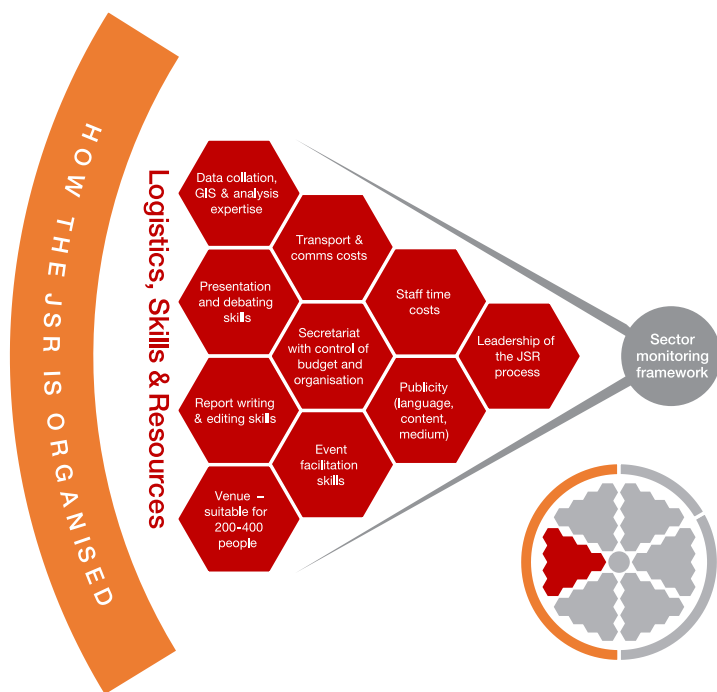 HOW THE JSR IS ORGANISED
Logistics, Skills & Resources
Data collation,
GIS & analysis
expertise
Transport &
comms costs
Presentation
and debating
skills
Staff time
costs
Secretariat
with control of
budget and
organisation
Leadership of
the JSR
process
Report writing
& editing skills
Publicity
(language,
content,
medium)
Event
facilitation
skills
Venue –
suitable for
200-400
people
Sector
monitoring
framework